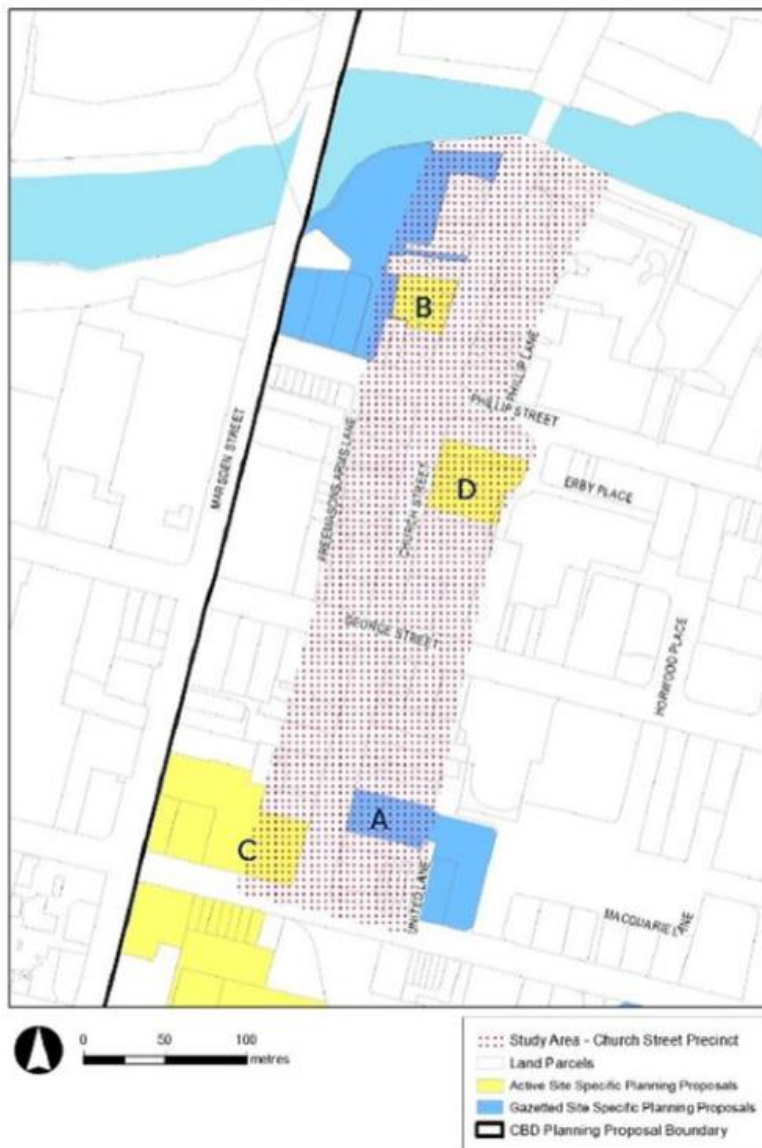 B
PHILLIP LANE
PHILLIP STREET
MARSDEN STREET
FREEMASONS ARMS LANE
CHURCH STREET
D
ERBY PLACE
GEORGE STREET
HORWOOD PLACE
A
C
UNITED LANE
MACQUARIE LANE
0 50 100
metres
Study Area - Church Street Precinct
Land Parcels
Active Site Specific Planning Proposals
Gazetted Site Specific Planning Proposals
CBD Planning Proposal Boundary